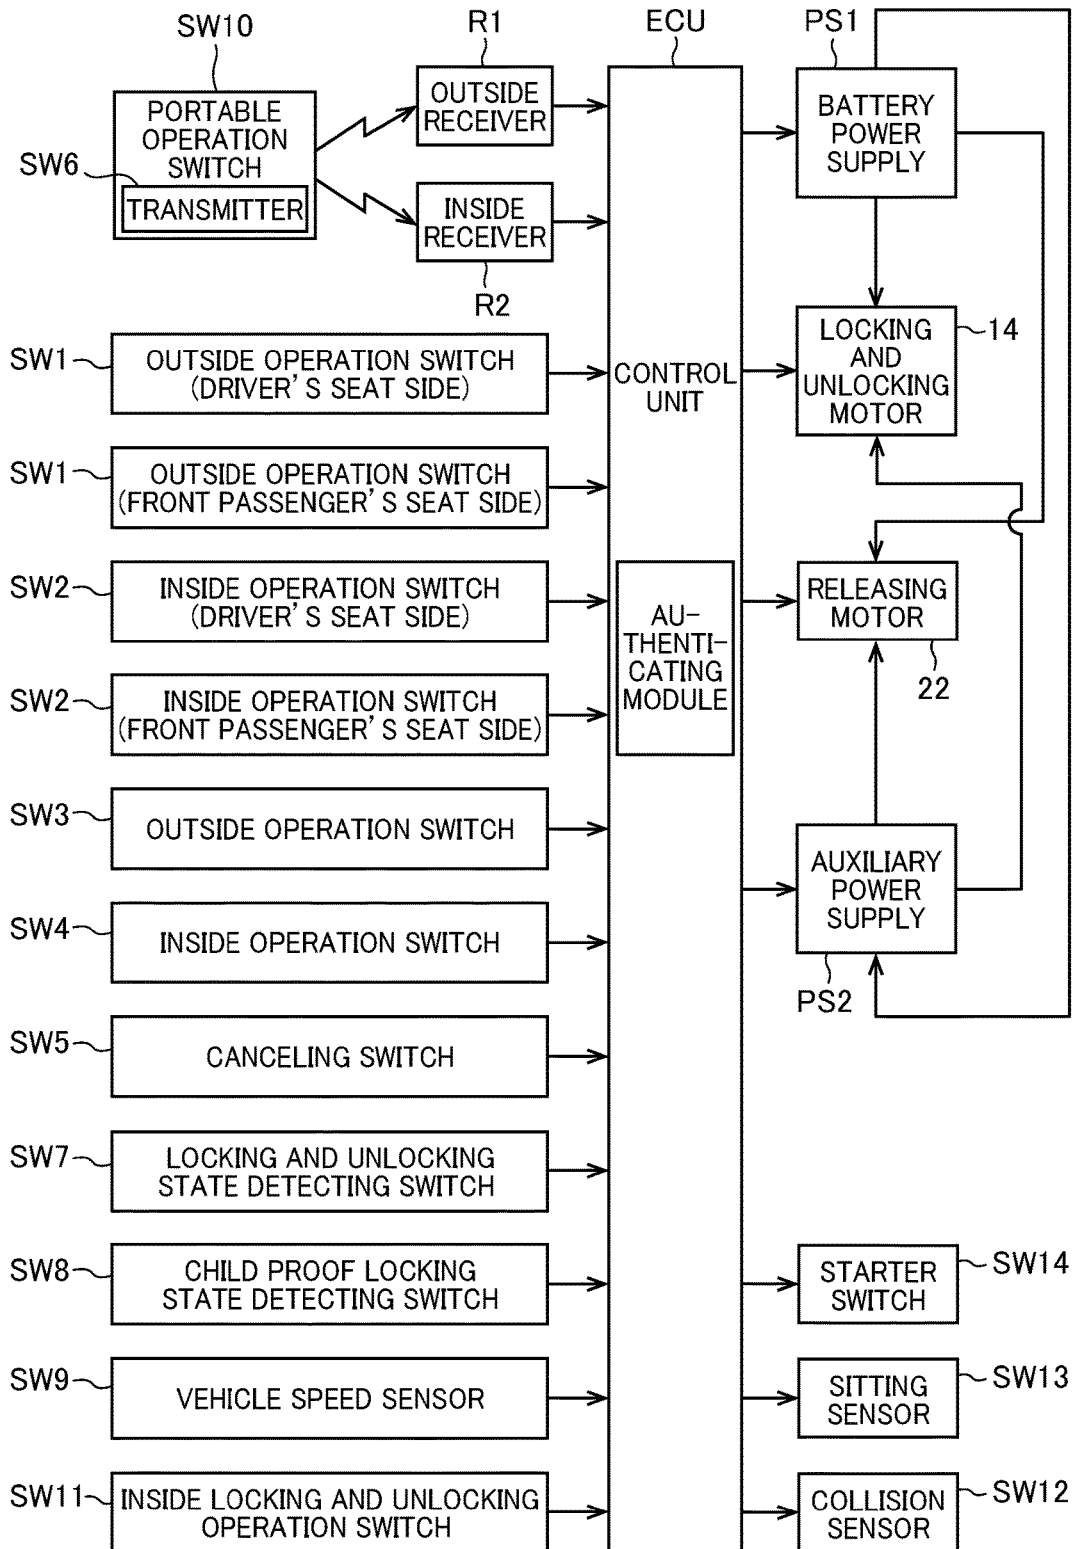 SW10
PORTABLE
OPERATION
SWITCH
SW6
TRANSMITTER
R1
OUTSIDE
RECEIVER
INSIDE
RECEIVER
R2
ECU
CONTROL
UNIT
AU-
THENTI-
CATING
MODULE
PS1
BATTERY
POWER
SUPPLY
LOCKING
AND
UNLOCKING
MOTOR
14
RELEASING
MOTOR
22
AUXILIARY
POWER
SUPPLY
PS2
SW1
OUTSIDE OPERATION SWITCH
(DRIVER'S SEAT SIDE)
SW1
OUTSIDE OPERATION SWITCH
(FRONT PASSENGER'S SEAT SIDE)
SW2
INSIDE OPERATION SWITCH
(DRIVER'S SEAT SIDE)
SW2
INSIDE OPERATION SWITCH
(FRONT PASSENGER'S SEAT SIDE)
SW3
OUTSIDE OPERATION SWITCH
SW4
INSIDE OPERATION SWITCH
SW5
CANCELING SWITCH
SW7
LOCKING AND UNLOCKING
STATE DETECTING SWITCH
SW8
CHILD PROOF LOCKING
STATE DETECTING SWITCH
SW9
VEHICLE SPEED SENSOR
SW11
INSIDE LOCKING AND UNLOCKING
OPERATION SWITCH
STARTER
SWITCH
SW14
SITTING
SENSOR
SW13
COLLISION
SENSOR
SW12